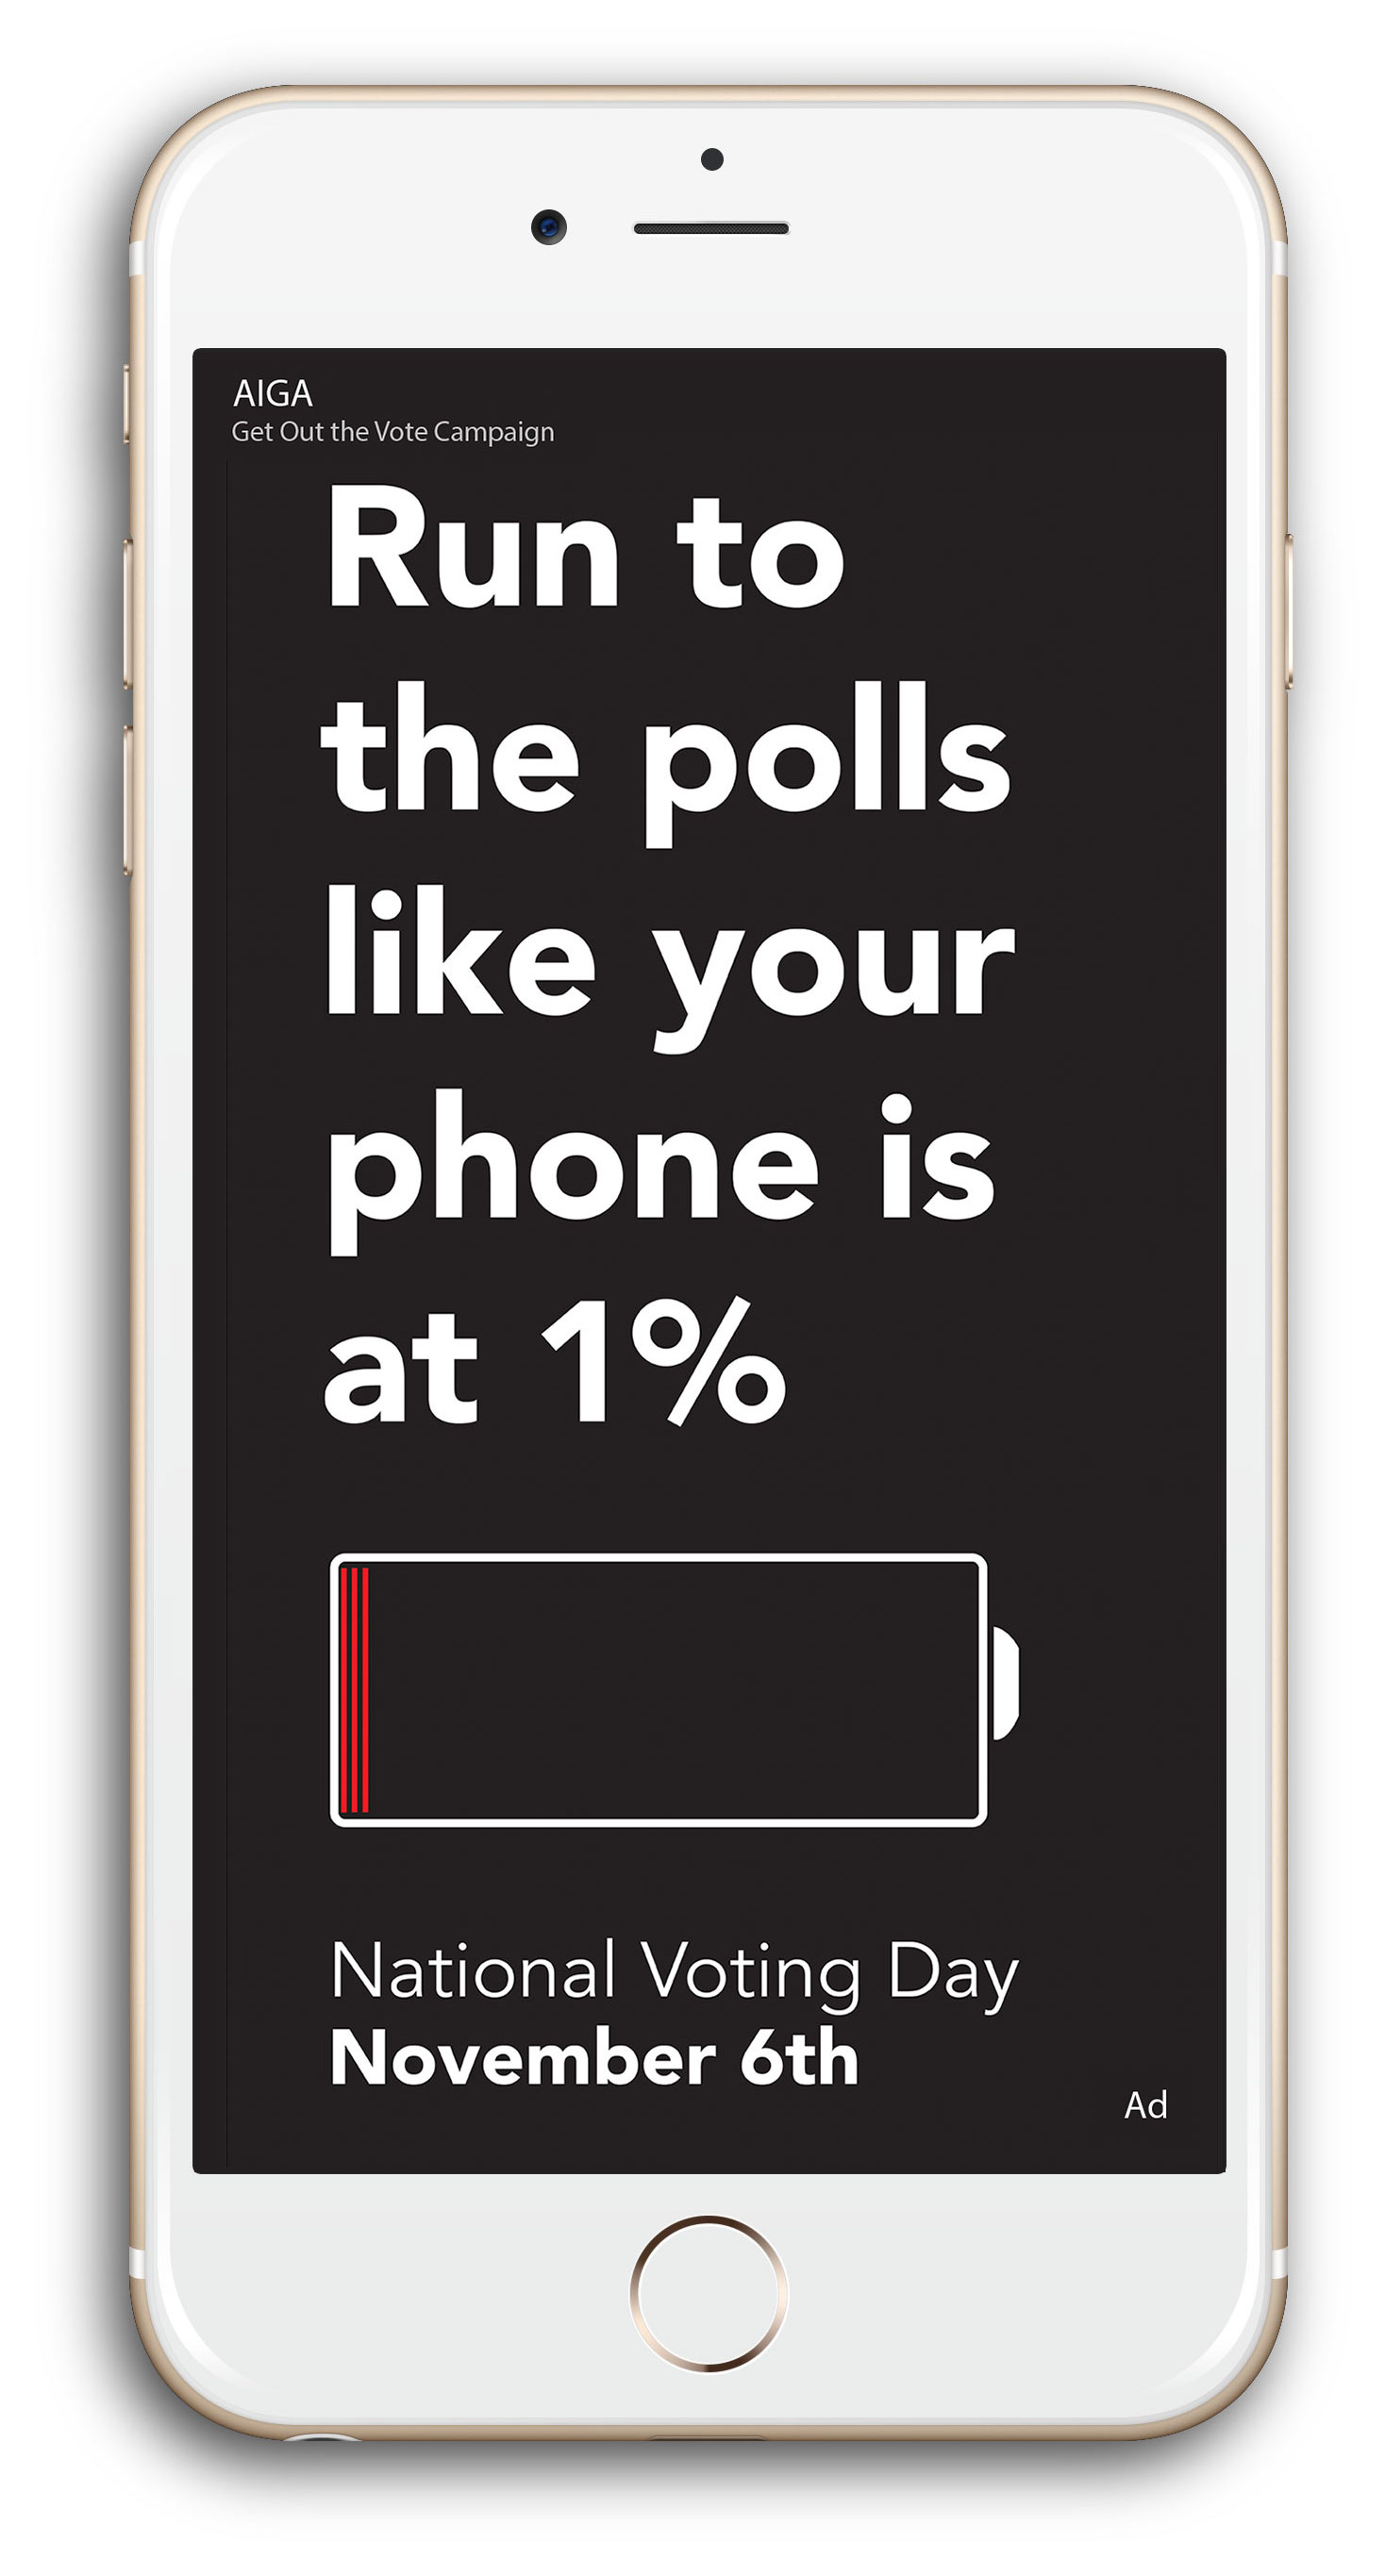 AIGA
Get Out the Vote Campaign
Run to
the polls
like your
phone is
at 1%
National Voting Day
November 6th
Ad